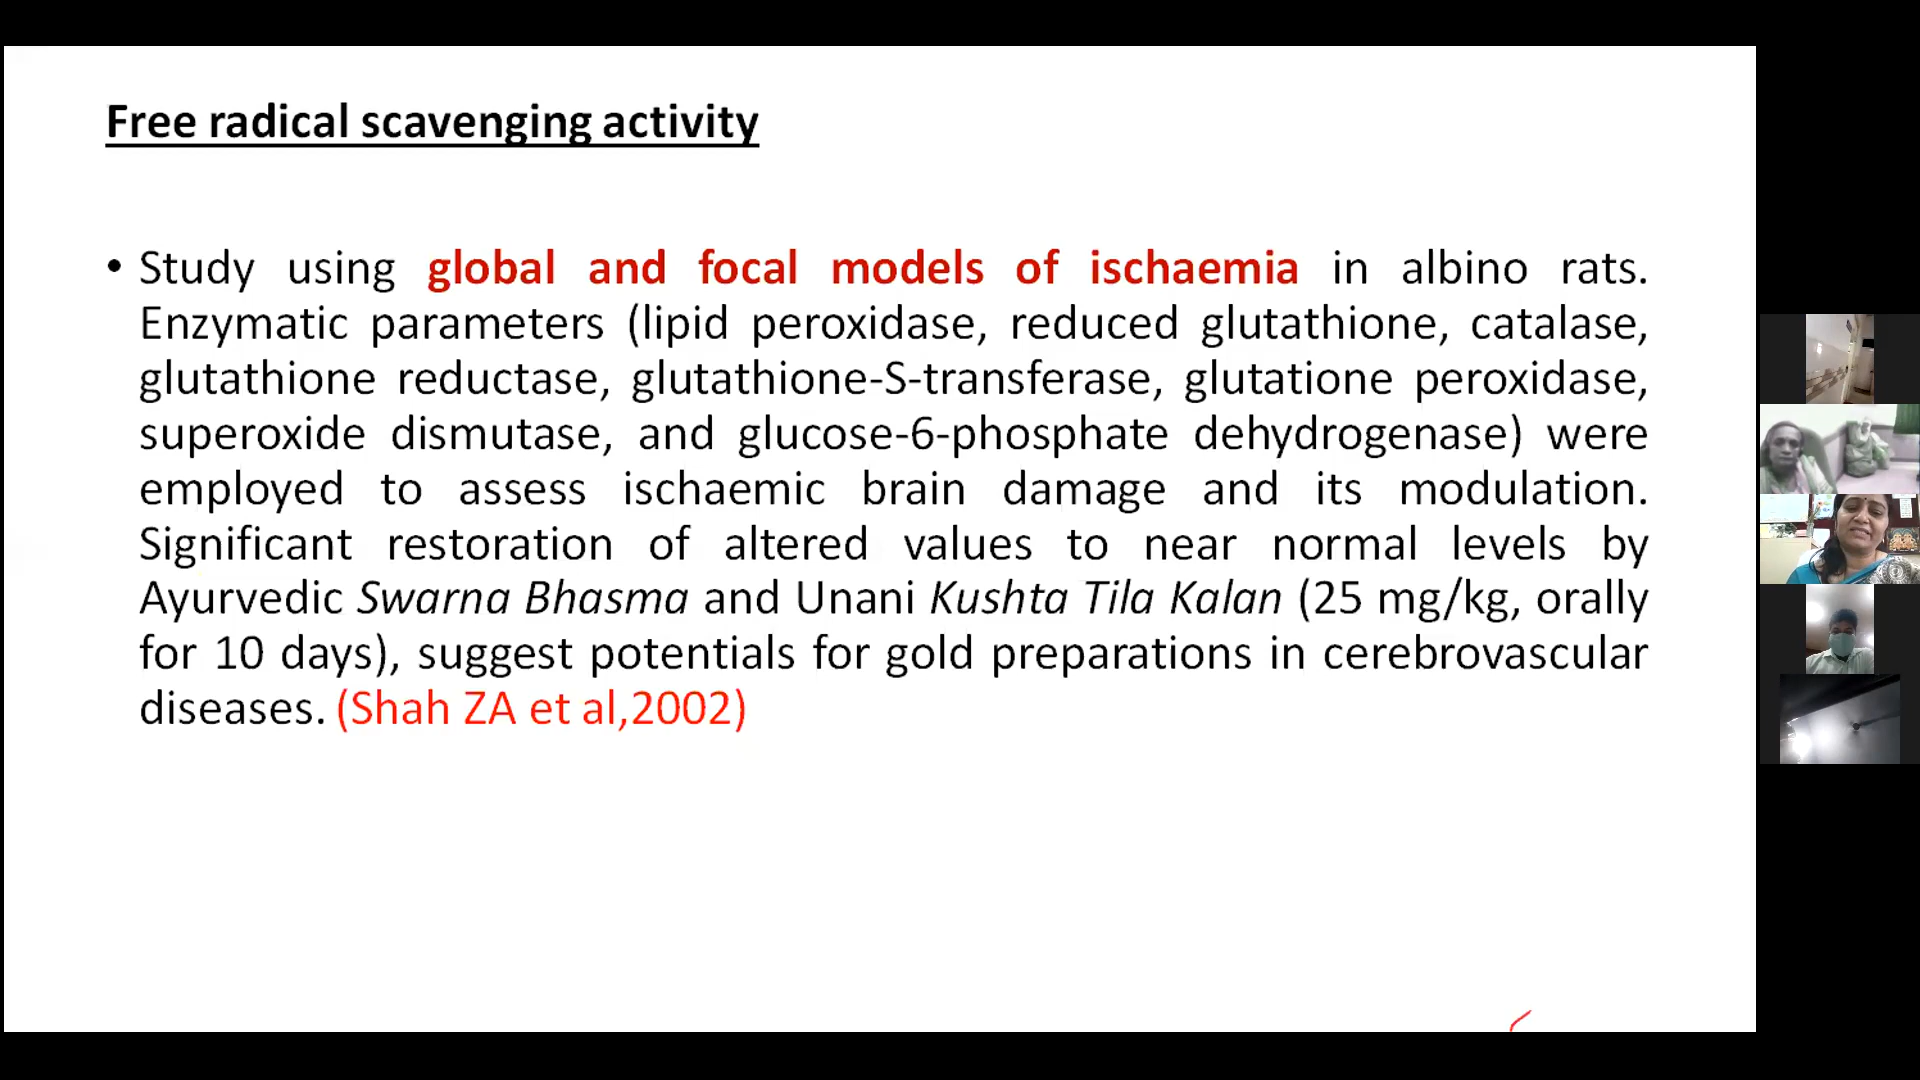 Free radical scavenging activity
• Study using global and focal models of ischaemia in albino rats.
Enzymatic parameters (lipid peroxidase, reduced glutathione, catalase,
glutathione reductase, glutathione-S-transferase, glutatione peroxidase,
superoxide dismutase, and glucose-6-phosphate dehydrogenase) were
employed to assess ischaemic brain damage and its modulation.
Significant restoration of altered values to near normal levels by
Ayurvedic Swarna Bhasma and Unani Kushta Tila Kalan (25 mg/kg, orally
for 10 days), suggest potentials for gold preparations in cerebrovascular
diseases. (Shah ZA et al,2002)